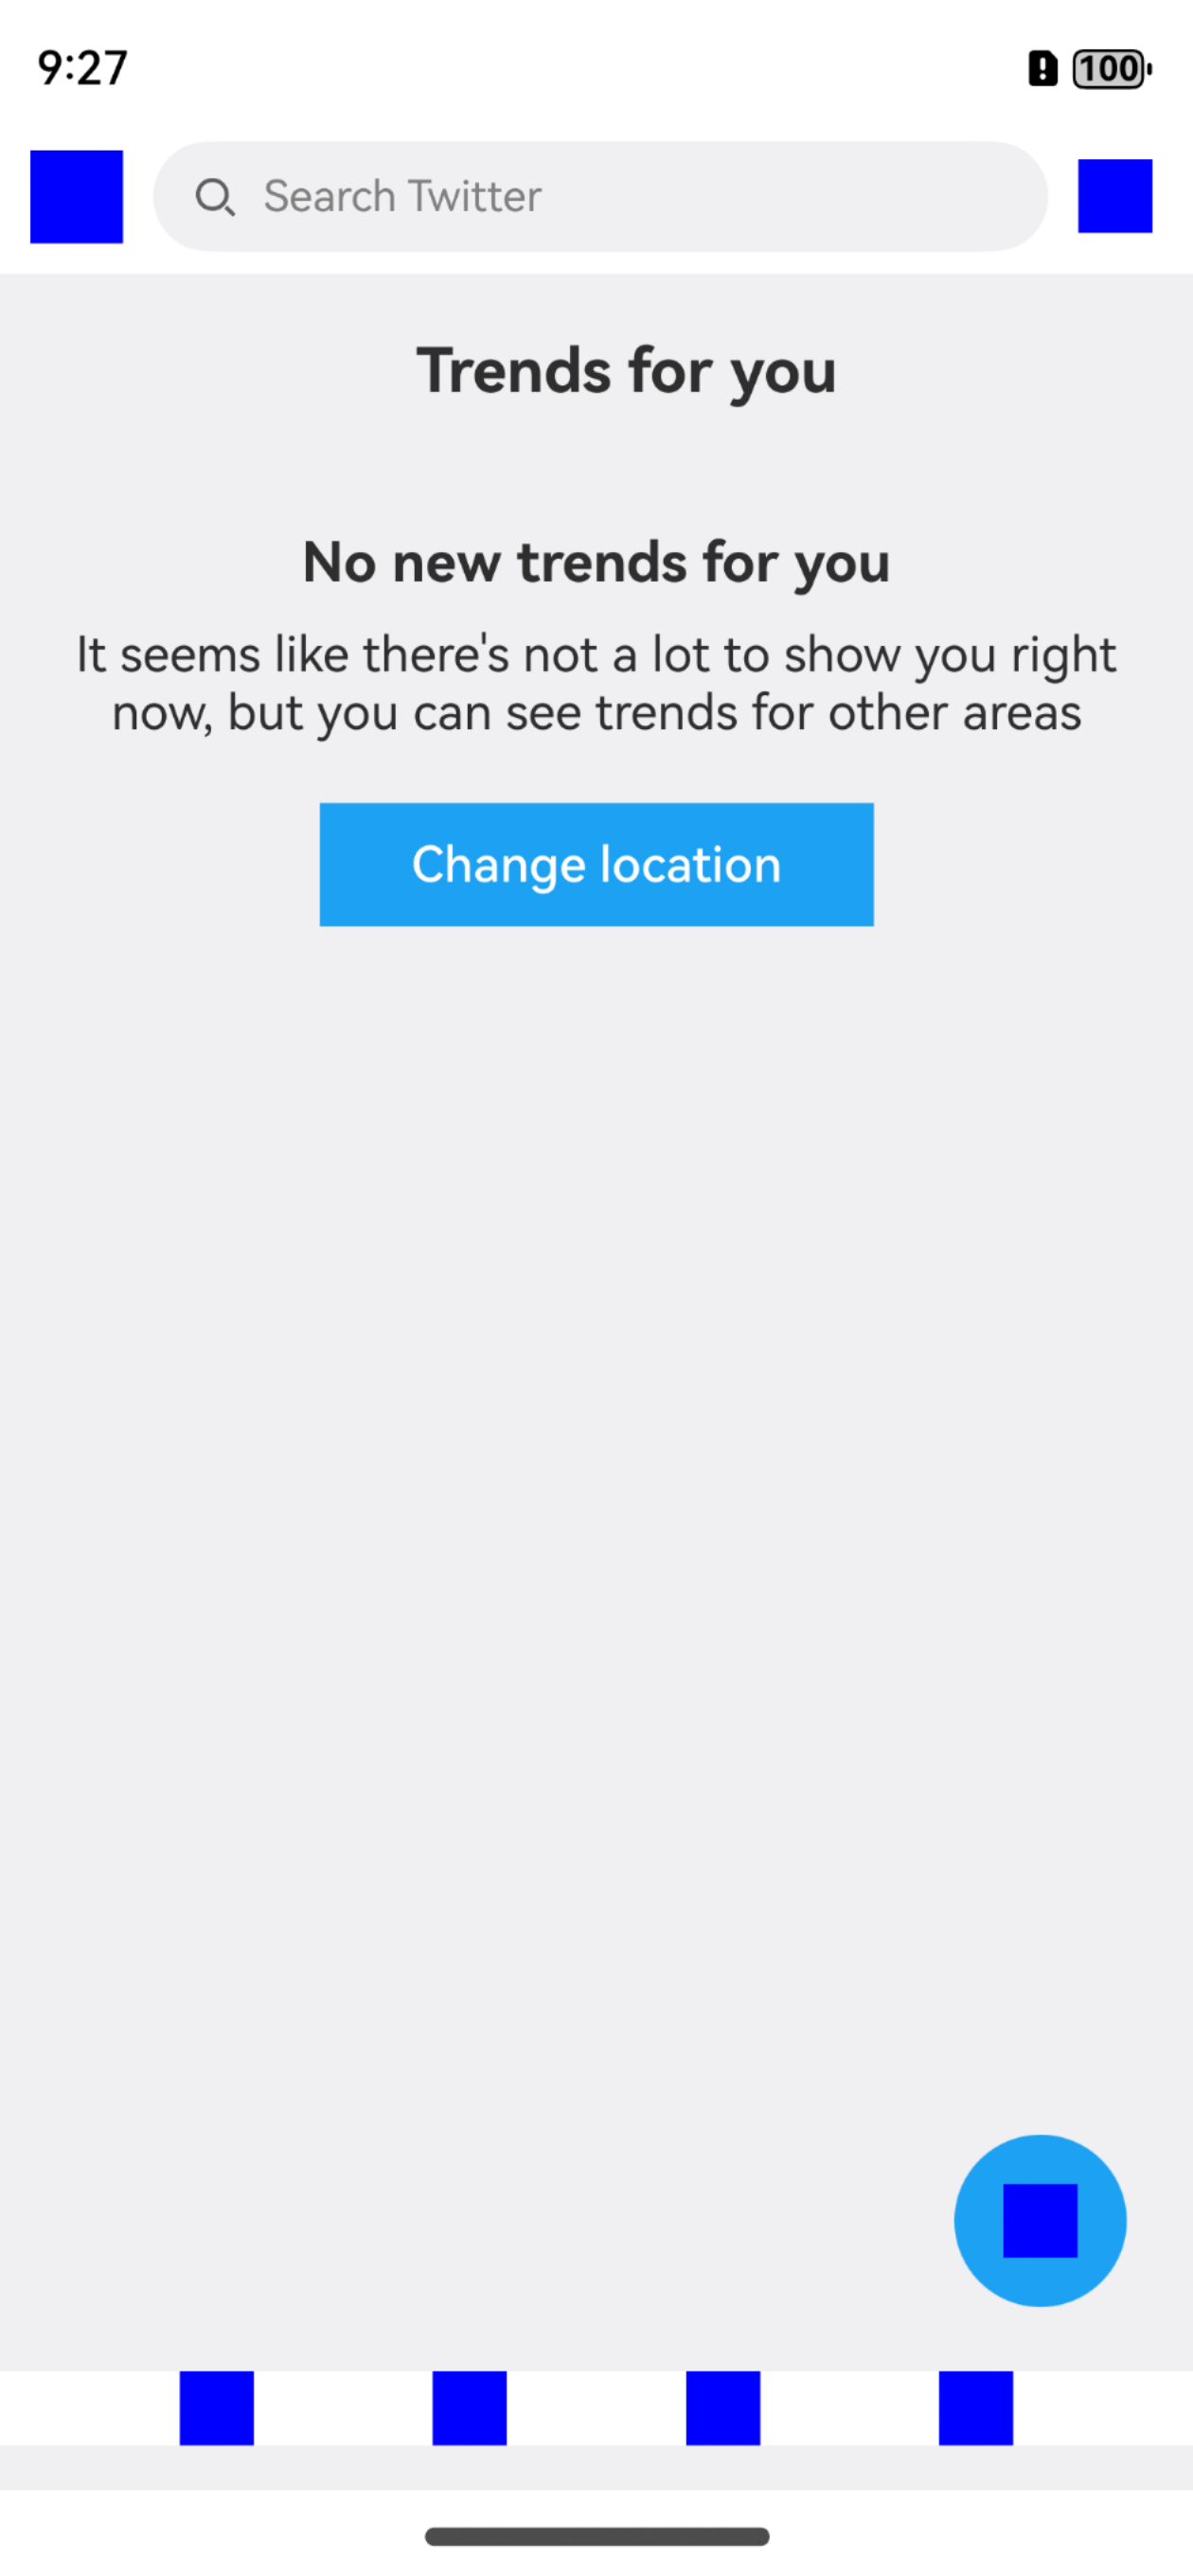 9:27
100
Search Twitter
Trends for you
No new trends for you
It seems like there's not a lot to show you right
now, but you can see trends for other areas
Change location